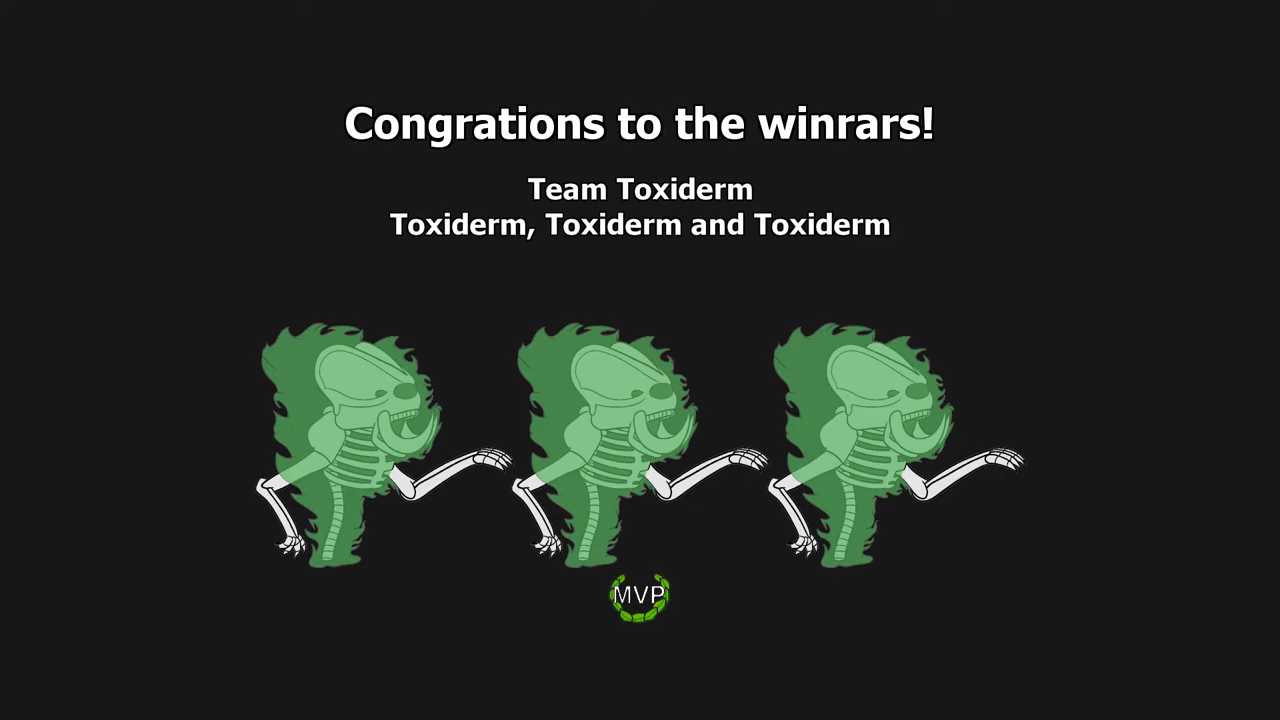 Congrations to the winrars!
Team Toxiderm
Toxiderm, Toxiderm and Toxiderm
MVP